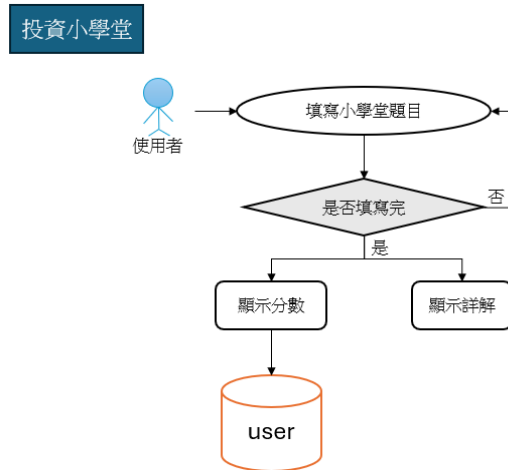 投資小學堂
填寫小學堂題目
使用者
是否填寫完
否
是
顯示分數
顯示詳解
user